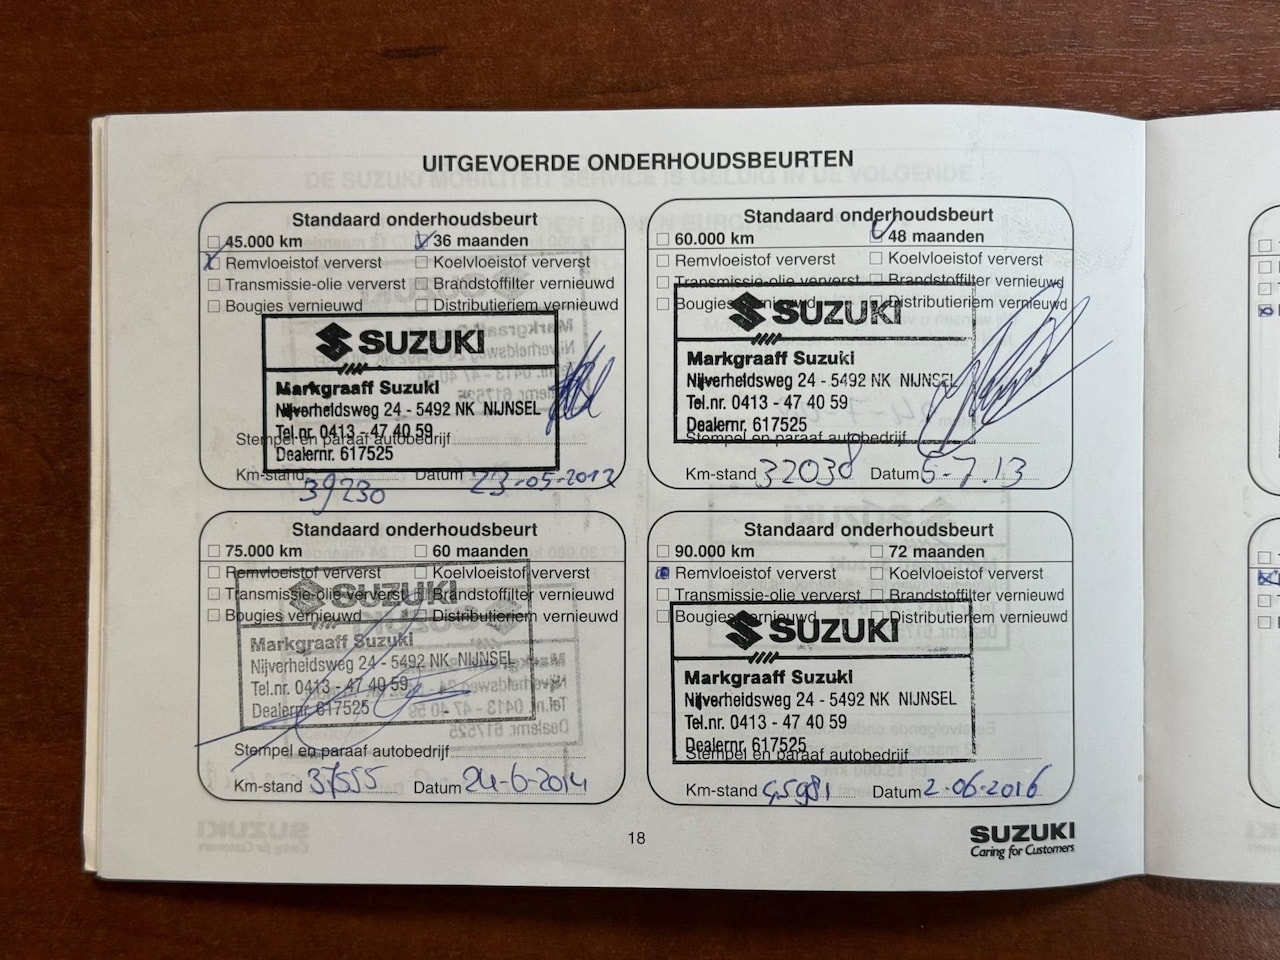 UITGEVOERDE ONDERHOUDSBEURTEN
Standaard onderhoudsbeurt
45.000 km 36 maanden
Remvloeistof ververst Koelvloeistof ververst
Transmissie-olie ververst Brandstoffilter vernieuwd
Bougies vernieuwd Distributieriem vernieuwd
SUZUKI
Markgraaff Suzuki
Nijverheidsweg 24 - 5492 NK NIJNSEL
Tel.nr. 0413 - 47 40 59
Stempel en paraaf autobedrijf
Dealernr. 617525
Km-stand 39230 Datum 23-05-2012
Standaard onderhoudsbeurt
60.000 km 48 maanden
Remvloeistof ververst Koelvloeistof ververst
Transmissie-olie ververst Brandstoffilter vernieuwd
Bougies vernieuwd Distributieriem vernieuwd
SUZUKI
Markgraaff Suzuki
Nijverheidsweg 24 - 5492 NK NIJNSEL
Tel.nr. 0413 - 47 40 59
Dealernr. 617525
Stempel en paraaf autobedrijf
Km-stand 32038 Datum 5-7.13
Standaard onderhoudsbeurt
75.000 km 60 maanden
Remvloeistof ververst Koelvloeistof ververst
Transmissie-olie ververst Brandstoffilter vernieuwd
Bougies vernieuwd Distributieriem vernieuwd
SUZUKI
Markgraaff Suzuki
Nijverheidsweg 24 - 5492 NK NIJNSEL
Tel.nr. 0413 - 47 40 59
Dealernr. 617525
Stempel en paraaf autobedrijf
Km-stand 37555 Datum 24-6-2014
Standaard onderhoudsbeurt
90.000 km 72 maanden
Remvloeistof ververst Koelvloeistof ververst
Transmissie-olie ververst Brandstoffilter vernieuwd
Bougies vernieuwd Distributieriem vernieuwd
SUZUKI
Markgraaff Suzuki
Nijverheidsweg 24 - 5492 NK NIJNSEL
Tel.nr. 0413 - 47 40 59
Dealernr. 617525
Stempel en paraaf autobedrijf
Km-stand 45981 Datum 2-06-2016
18
SUZUKI
Caring for Customers